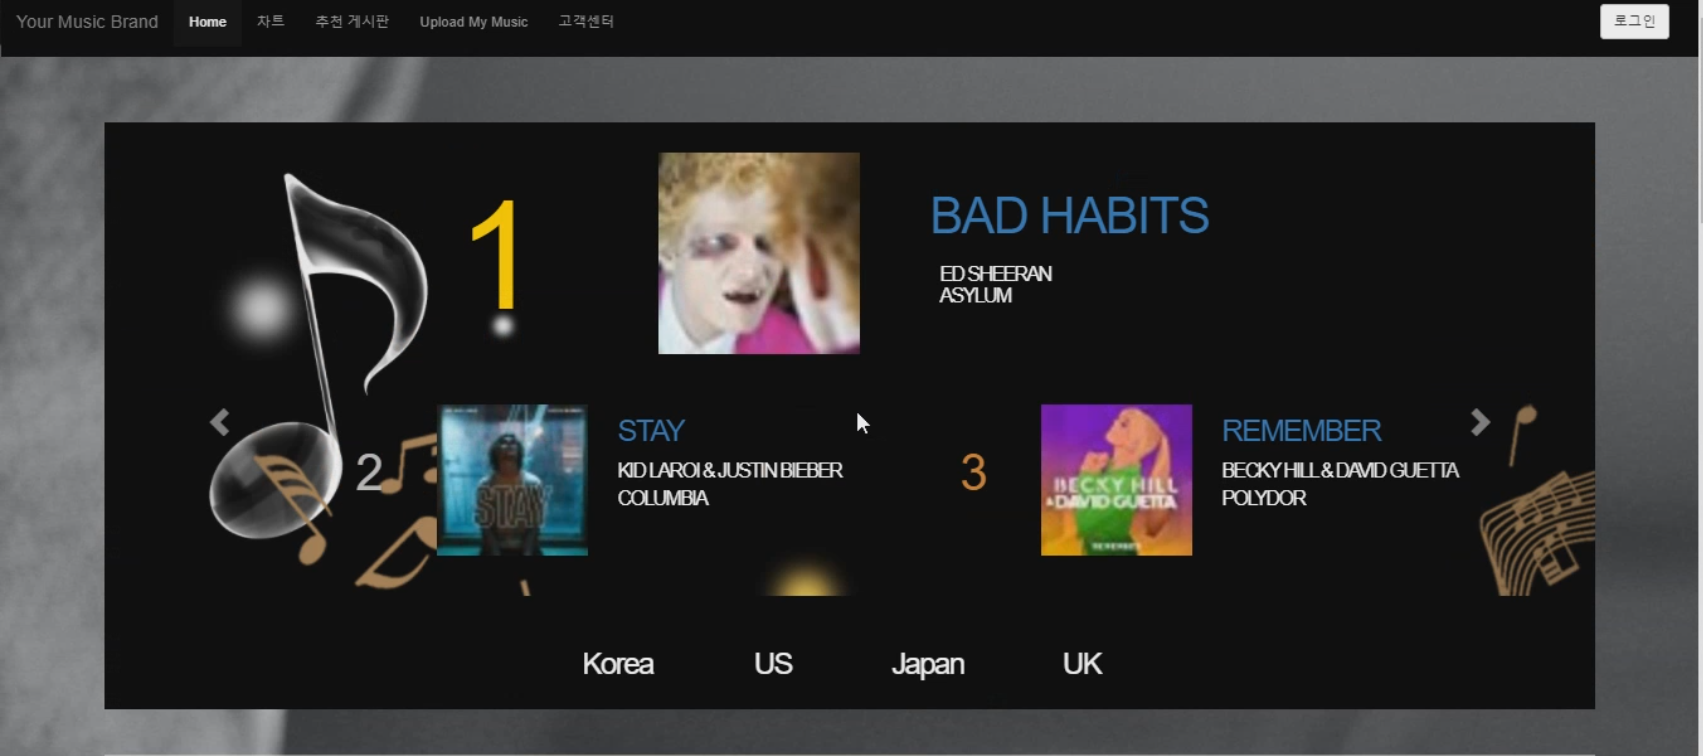 Your Music Brand
Home
차트
추천 게시판
Upload My Music
고객센터
로그인
1
BAD HABITS
ED SHEERAN
ASYLUM
2
STAY
STAY
KID LAROI & JUSTIN BIEBER
COLUMBIA
3
BECKY HILL
& DAVID GUETTA
REMEMBER
REMEMBER
BECKY HILL & DAVID GUETTA
POLYDOR
Korea
US
Japan
UK